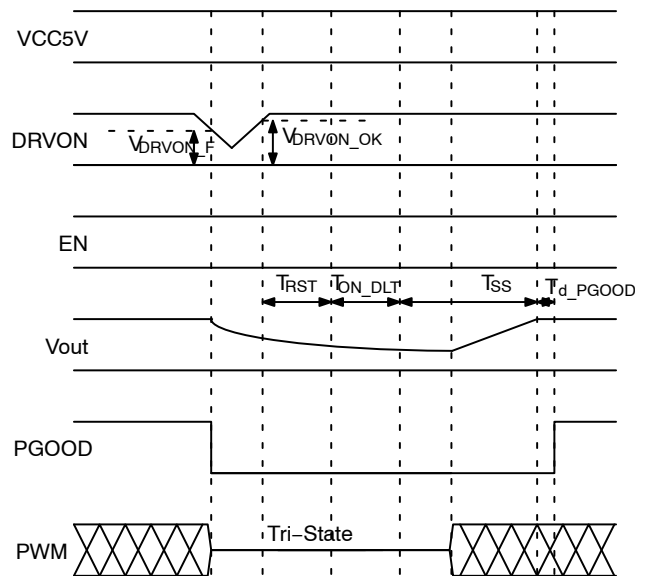 VCC5V
DRVON
VDRVON_F
VDRVON_OK
EN
TRST
TON_DLT
TSS
Td_PGOOD
Vout
PGOOD
Tri−State
PWM